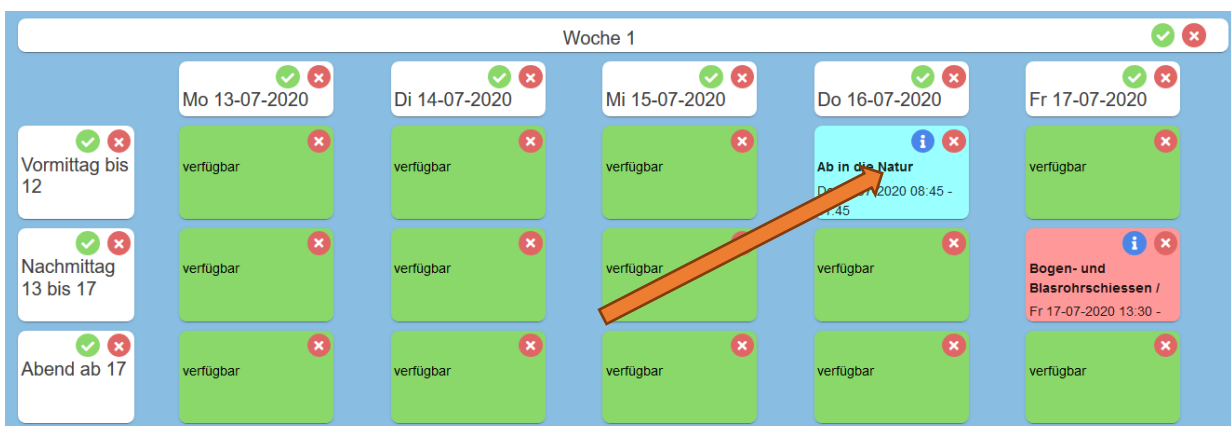 Woche 1
Mo 13-07-2020
Di 14-07-2020
Mi 15-07-2020
Do 16-07-2020
Fr 17-07-2020
Vormittag bis
12
verfügbar
verfügbar
verfügbar
Ab in die Natur
2020 08:45 -
:45
verfügbar
Nachmittag
13 bis 17
verfügbar
verfügbar
verfügbar
verfügbar
Bogen- und
Blasrohrschiessen /
Fr 17-07-2020 13:30 -
Abend ab 17
verfügbar
verfügbar
verfügbar
verfügbar
verfügbar